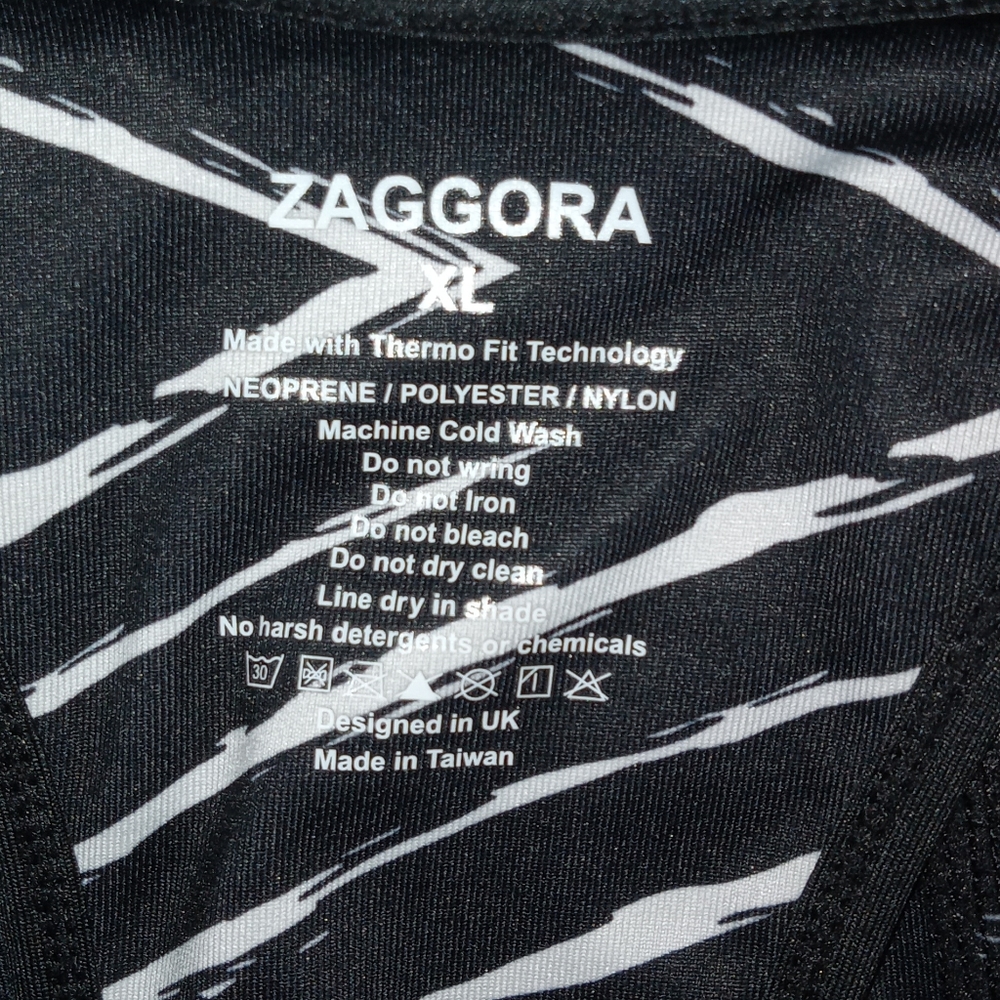 ZAGGORA
XL
Made with Thermo Fit Technology
NEOPRENE / POLYESTER / NYLON
Machine Cold Wash
Do not wring
Do not Iron
Do not bleach
Do not dry clean
Line dry in shade
No harsh detergents or chemicals
30
Designed in UK
Made in Taiwan